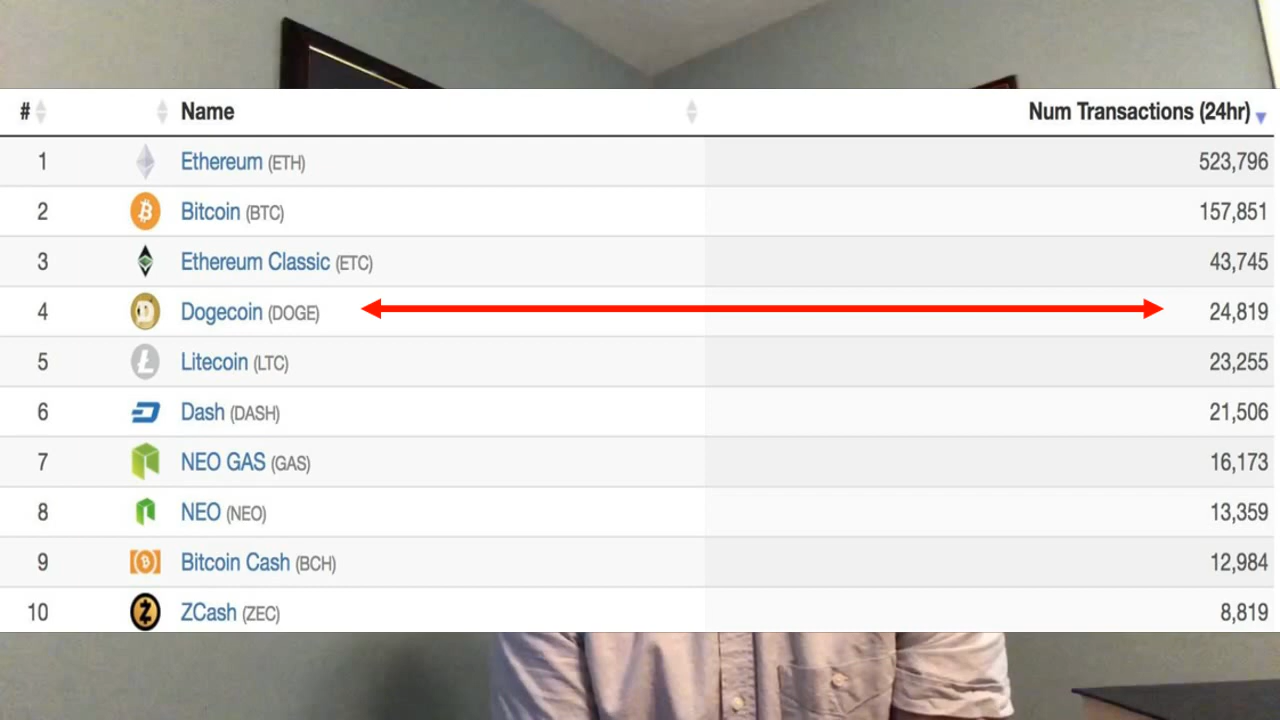 # Name Num Transactions (24hr)
1 Ethereum (ETH) 523,796
2 Bitcoin (BTC) 157,851
3 Ethereum Classic (ETC) 43,745
4 Dogecoin (DOGE) 24,819
5 Litecoin (LTC) 23,255
6 Dash (DASH) 21,506
7 NEO GAS (GAS) 16,173
8 NEO (NEO) 13,359
9 Bitcoin Cash (BCH) 12,984
10 ZCash (ZEC) 8,819